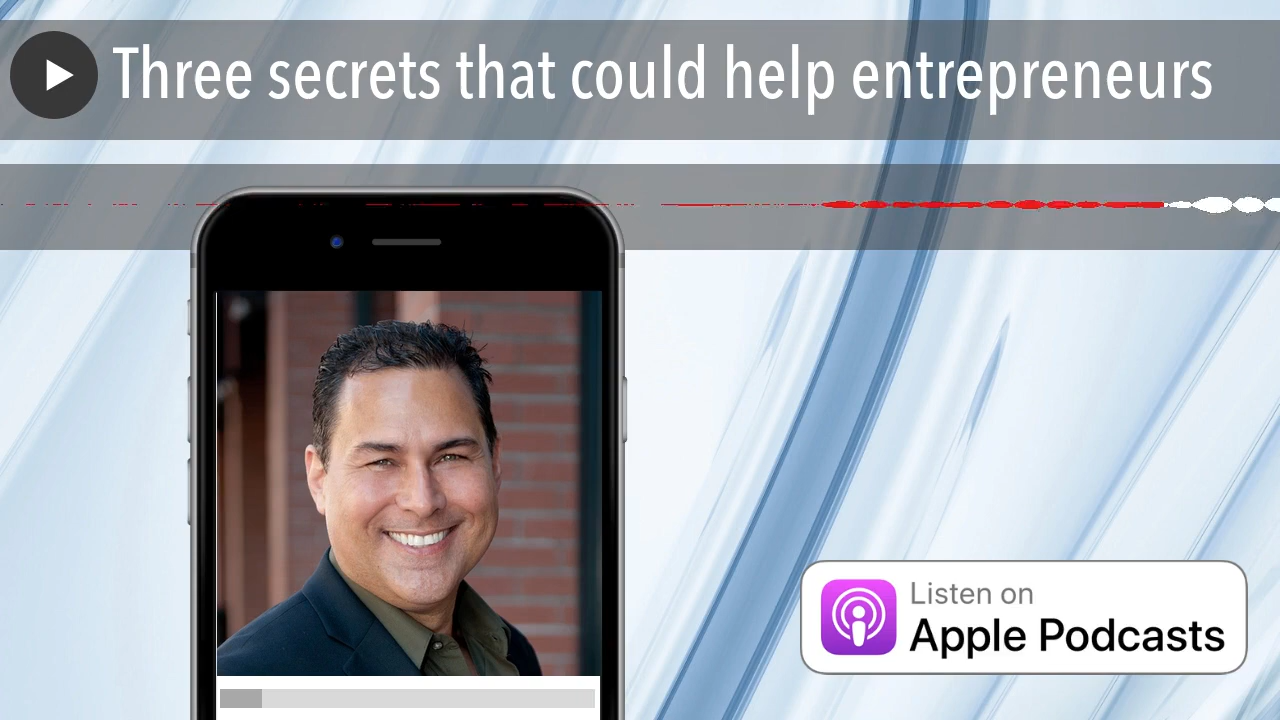 Three secrets that could help entrepreneurs
Listen on
Apple Podcasts